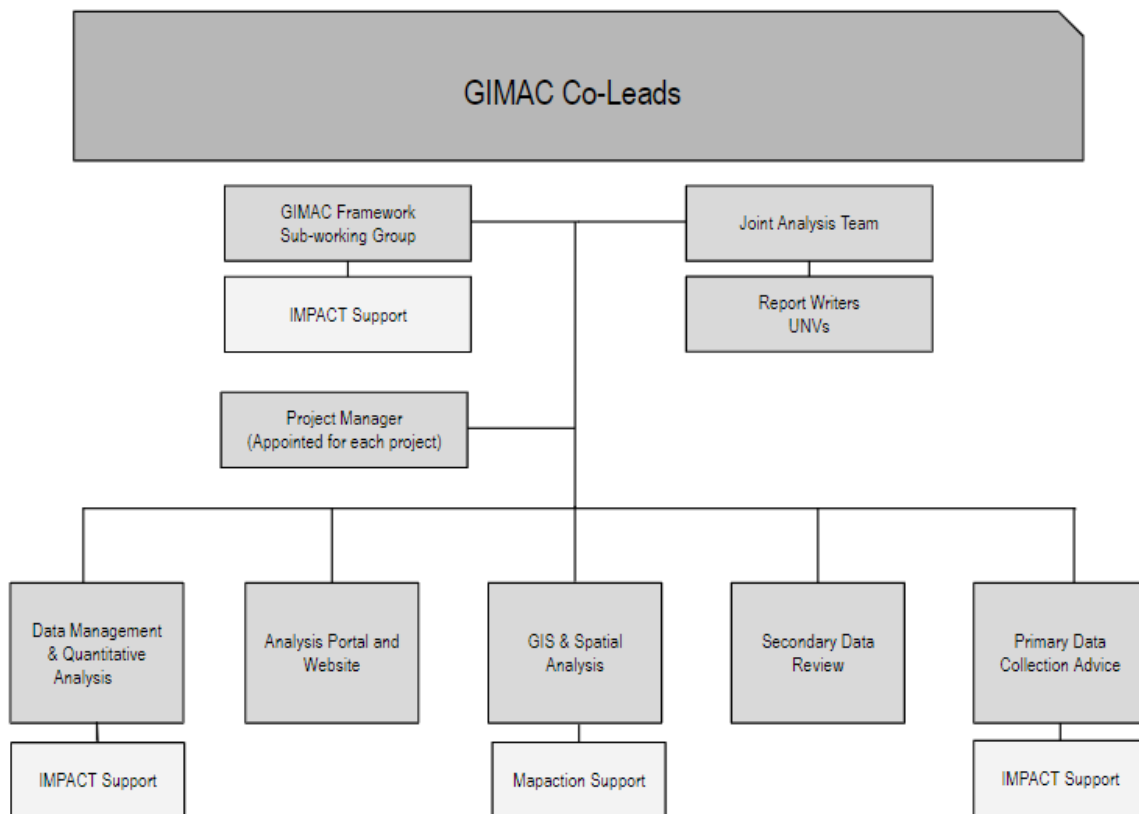 GIMAC Co-Leads
GIMAC Framework
Sub-working Group
Joint Analysis Team
IMPACT Support
Report Writers
UNVs
Project Manager
(Appointed for each project)
Data Management
& Quantitative
Analysis
Analysis Portal and
Website
GIS & Spatial
Analysis
Secondary Data
Review
Primary Data
Collection Advice
IMPACT Support
Mapaction Support
IMPACT Support